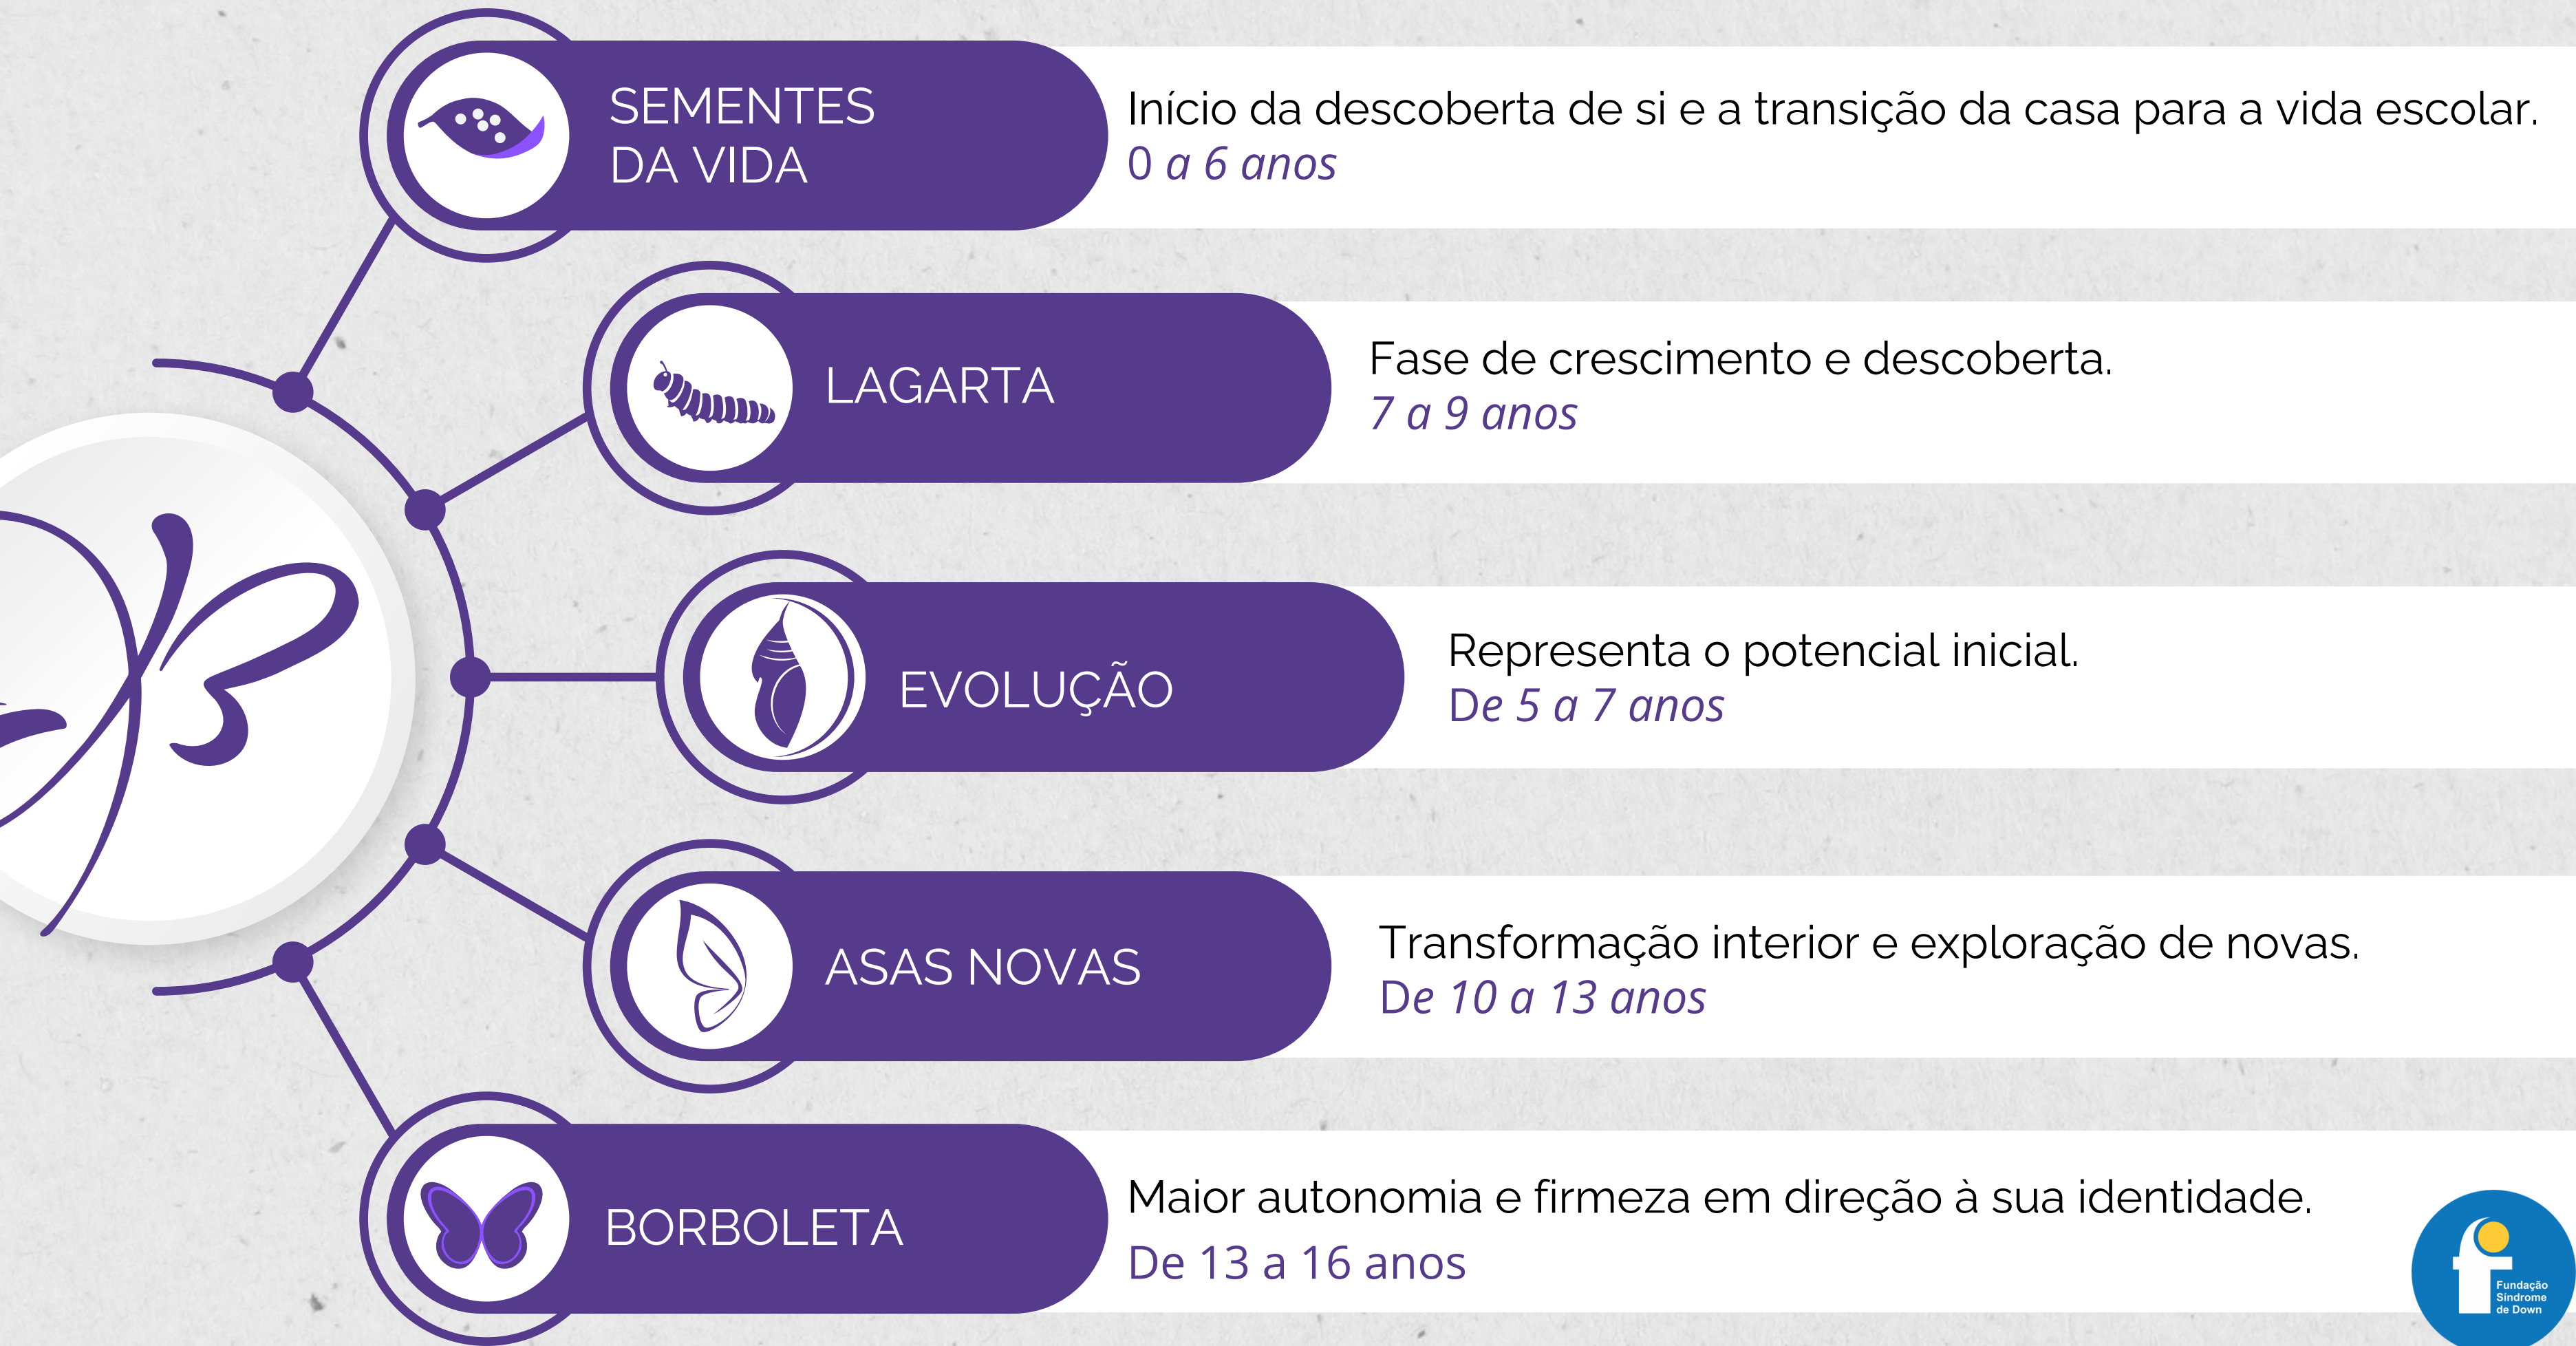 SEMENTES
DA VIDA
Início da descoberta de si e a transição da casa para a vida escolar.
0 a 6 anos
LAGARTA
Fase de crescimento e descoberta.
7 a 9 anos
EVOLUÇÃO
Representa o potencial inicial.
De 5 a 7 anos
ASAS NOVAS
Transformação interior e exploração de novas.
De 10 a 13 anos
BORBOLETA
Maior autonomia e firmeza em direção à sua identidade.
De 13 a 16 anos
Fundação
Síndrome
de Down